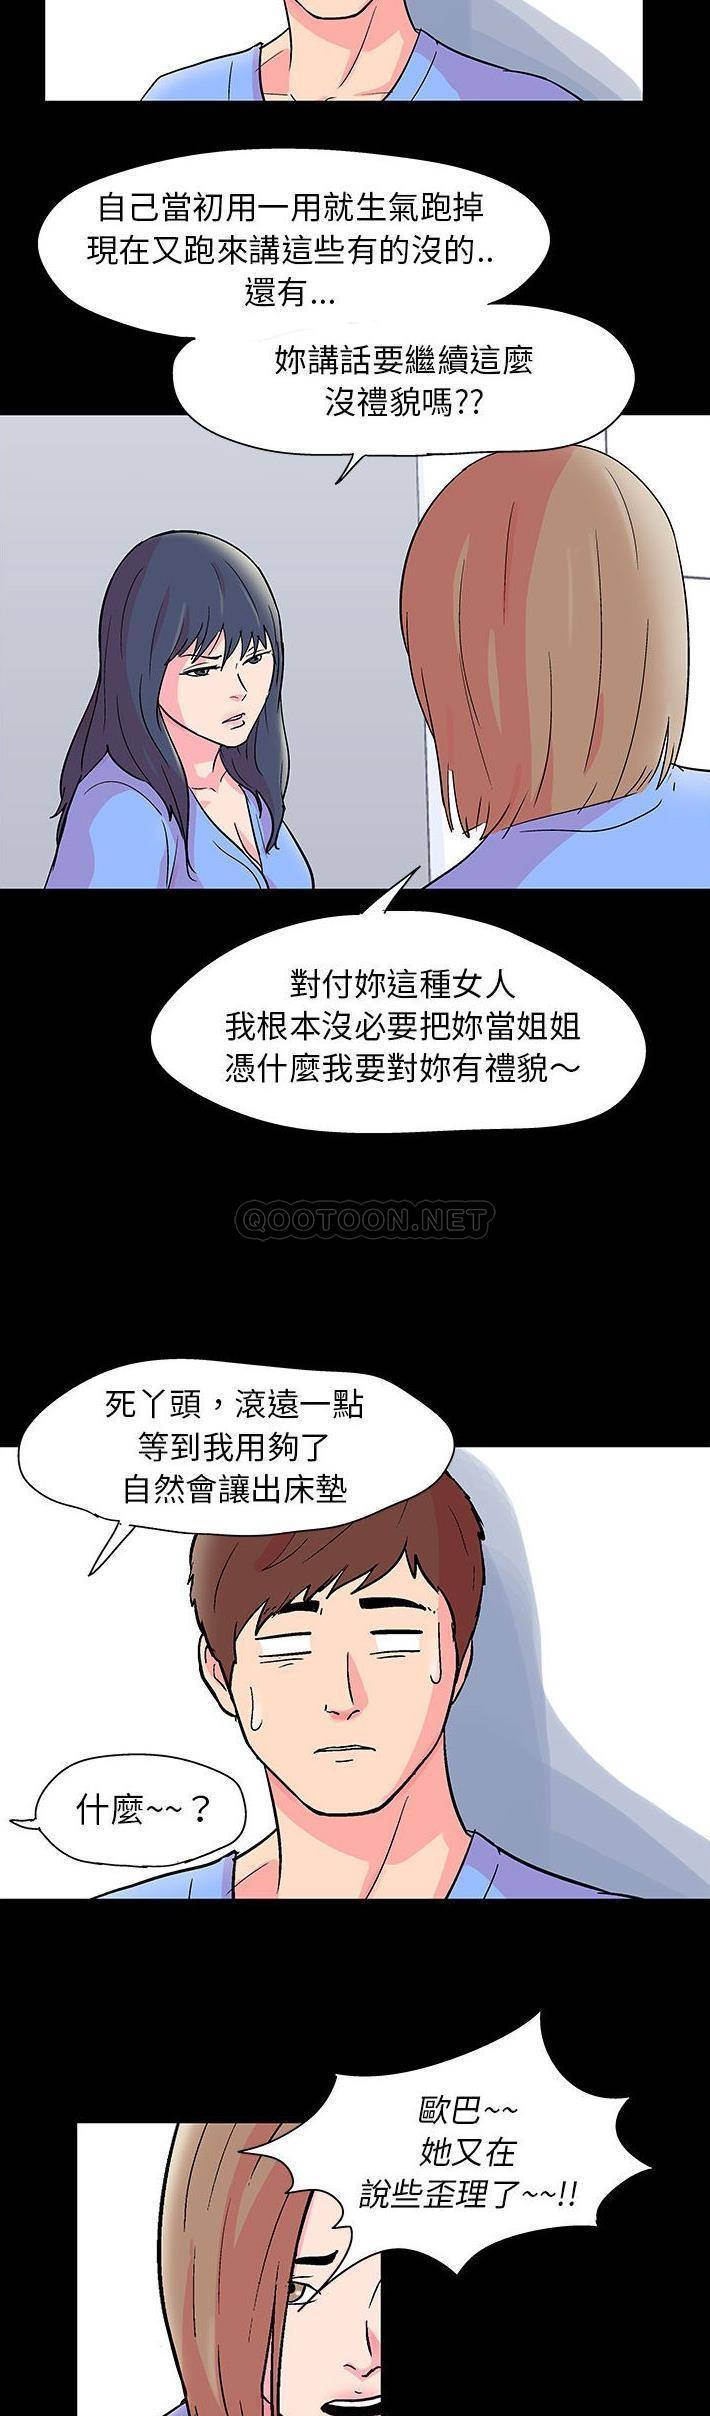 自己當初用一用就生氣跑掉
現在又跑來講這些有的沒的..
還有...
妳講話要繼續這麼
沒禮貌嗎??
對付妳這種女人
我根本沒必要把妳當姐姐
憑什麼我要對妳有禮貌～
QOOTOON.NET
死丫頭，滾遠一點
等到我用夠了
自然會讓出床墊
什麼~~？
歐巴~~
她又在
說些歪理了~~!!